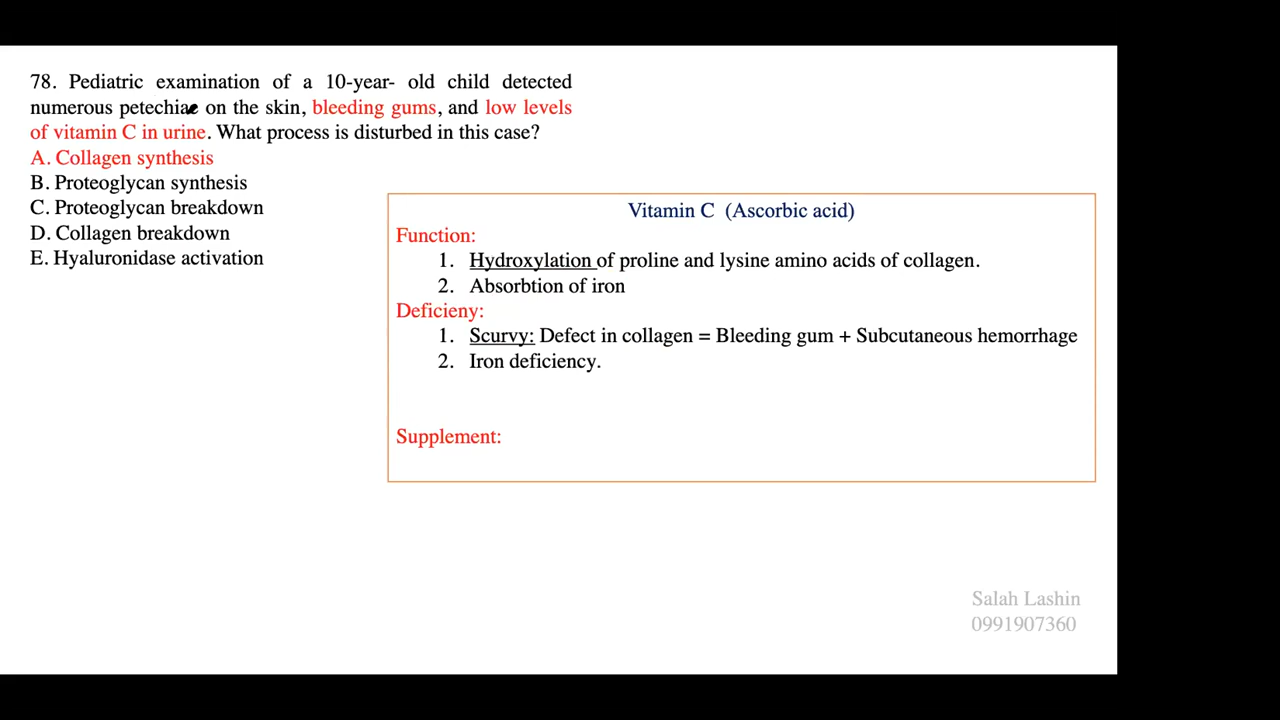 78. Pediatric examination of a 10-year- old child detected
numerous petechiae on the skin, bleeding gums, and low levels
of vitamin C in urine. What process is disturbed in this case?
A. Collagen synthesis
B. Proteoglycan synthesis
C. Proteoglycan breakdown
D. Collagen breakdown
E. Hyaluronidase activation
Vitamin C (Ascorbic acid)
Function:
1. Hydroxylation of proline and lysine amino acids of collagen.
2. Absorbtion of iron
Deficieny:
1. Scurvy: Defect in collagen = Bleeding gum + Subcutaneous hemorrhage
2. Iron deficiency.
Supplement:
Salah Lashin
0991907360